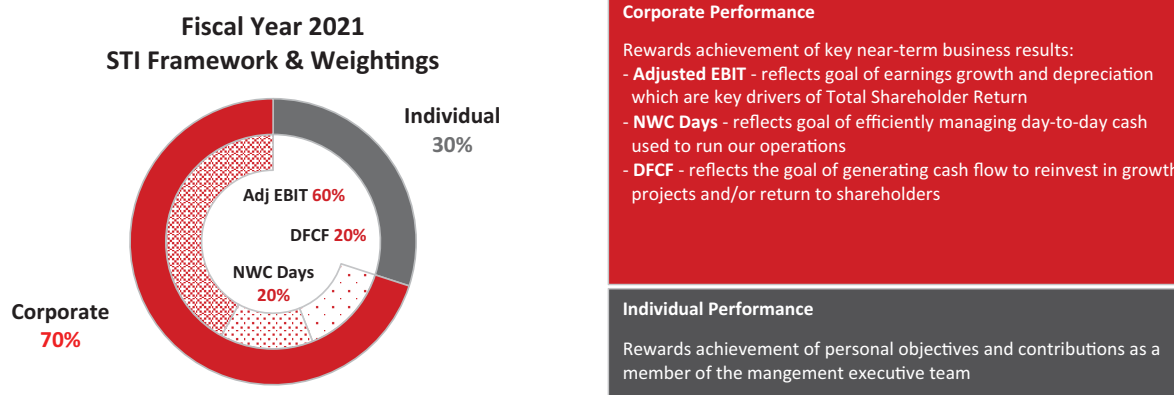 Fiscal Year 2021
STI Framework & Weightings
Individual
30%
Adj EBIT 60%
DFCF 20%
NWC Days
20%
Corporate
70%
Corporate Performance
Rewards achievement of key near-term business results:
- Adjusted EBIT - reflects goal of earnings growth and depreciation
which are key drivers of Total Shareholder Return
- NWC Days - reflects goal of efficiently managing day-to-day cash
used to run our operations
- DFCF - reflects the goal of generating cash flow to reinvest in growth
projects and/or return to shareholders
Individual Performance
Rewards achievement of personal objectives and contributions as a
member of the mangement executive team